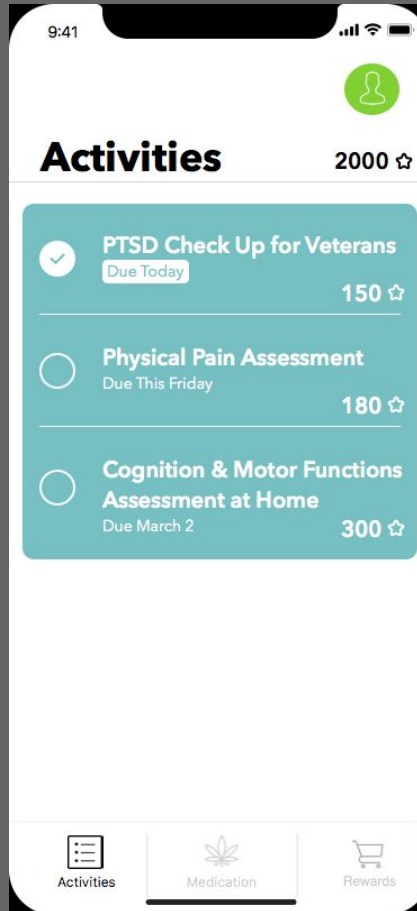 9:41
Activities
2000
PTSD Check Up for Veterans
Due Today
150
Physical Pain Assessment
Due This Friday
180
Cognition & Motor Functions
Assessment at Home
Due March 2
300
Activities
Medication
Rewards